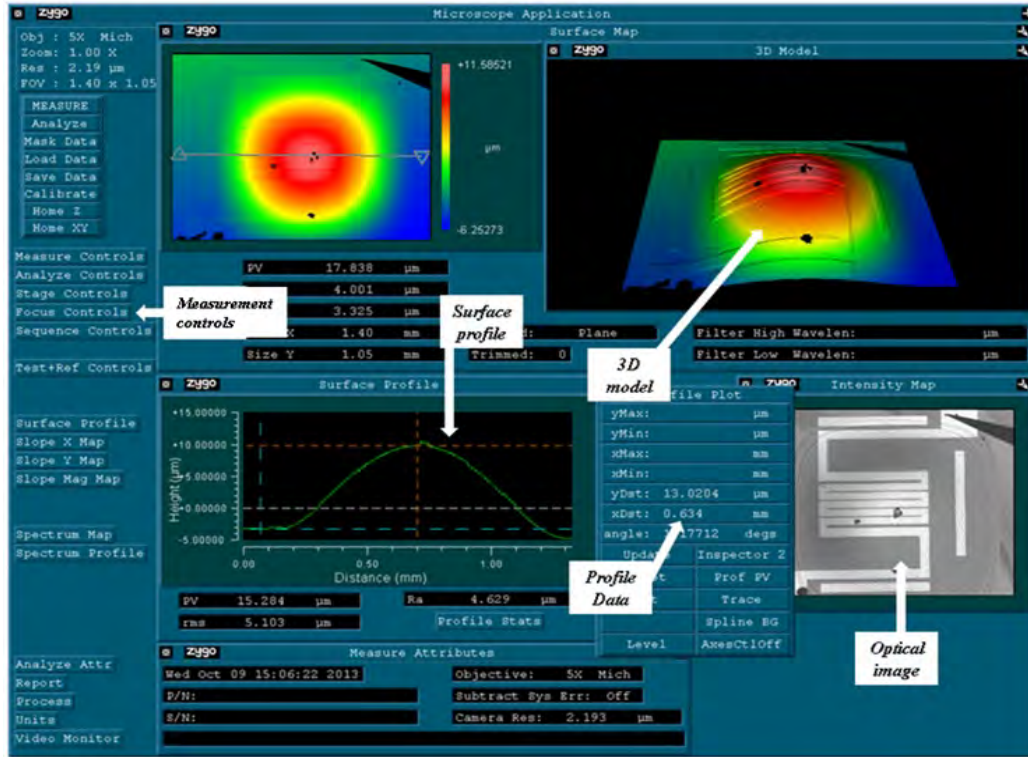 zygo Microscope Application
Obj : 5X Mich
Zoom: 1.00 X
Res : 2.19 µm
FOV : 1.40 x 1.05
MEASURE
Analyze
Mask Data
Load Data
Save Data
Calibrate
Home Z
Home XY
Measure Controls
Analyze Controls
Stage Controls
Focus Controls
Sequence Controls
Test+Ref Controls
Surface Profile
Slope X Map
Slope Y Map
Slope Mag Map
Spectrum Map
Spectrum Profile
Analyze Attr
Report
Process
Units
Video Monitor
Measurement
controls
zygo Surface Map
+11.58521
µm
-6.25273
zygo 3D Model
PV 17.838 µm
4.001 µm
3.325 µm
X 1.40 mm
Size Y 1.05 mm
Plane
Trimmed: 0
Filter High Wavelen: µm
Filter Low Wavelen: µm
Surface
profile
3D
model
zygo Surface Profile
+15.00000
+10.00000
+5.00000
+0.00000
-5.00000
Height (µm)
0.00
0.50
1.00
Distance (mm)
PV 15.284 µm
Ra 4.629 µm
rms 5.103 µm
Profile Stats
file Plot
yMax: µm
yMin: µm
xMax: mm
xMin: mm
yDst: 13.0204 µm
xDst: 0.634 mm
angle: 17712 degs
Inspector 2
Prof PV
Trace
Spline BG
Level
AxesCtlOff
Profile
Data
zygo Intensity Map
Optical
image
zygo Measure Attributes
Wed Oct 09 15:06:22 2013
Objective: 5X Mich
P/N:
Subtract Sys Err: Off
S/N:
Camera Res: 2.193 µm